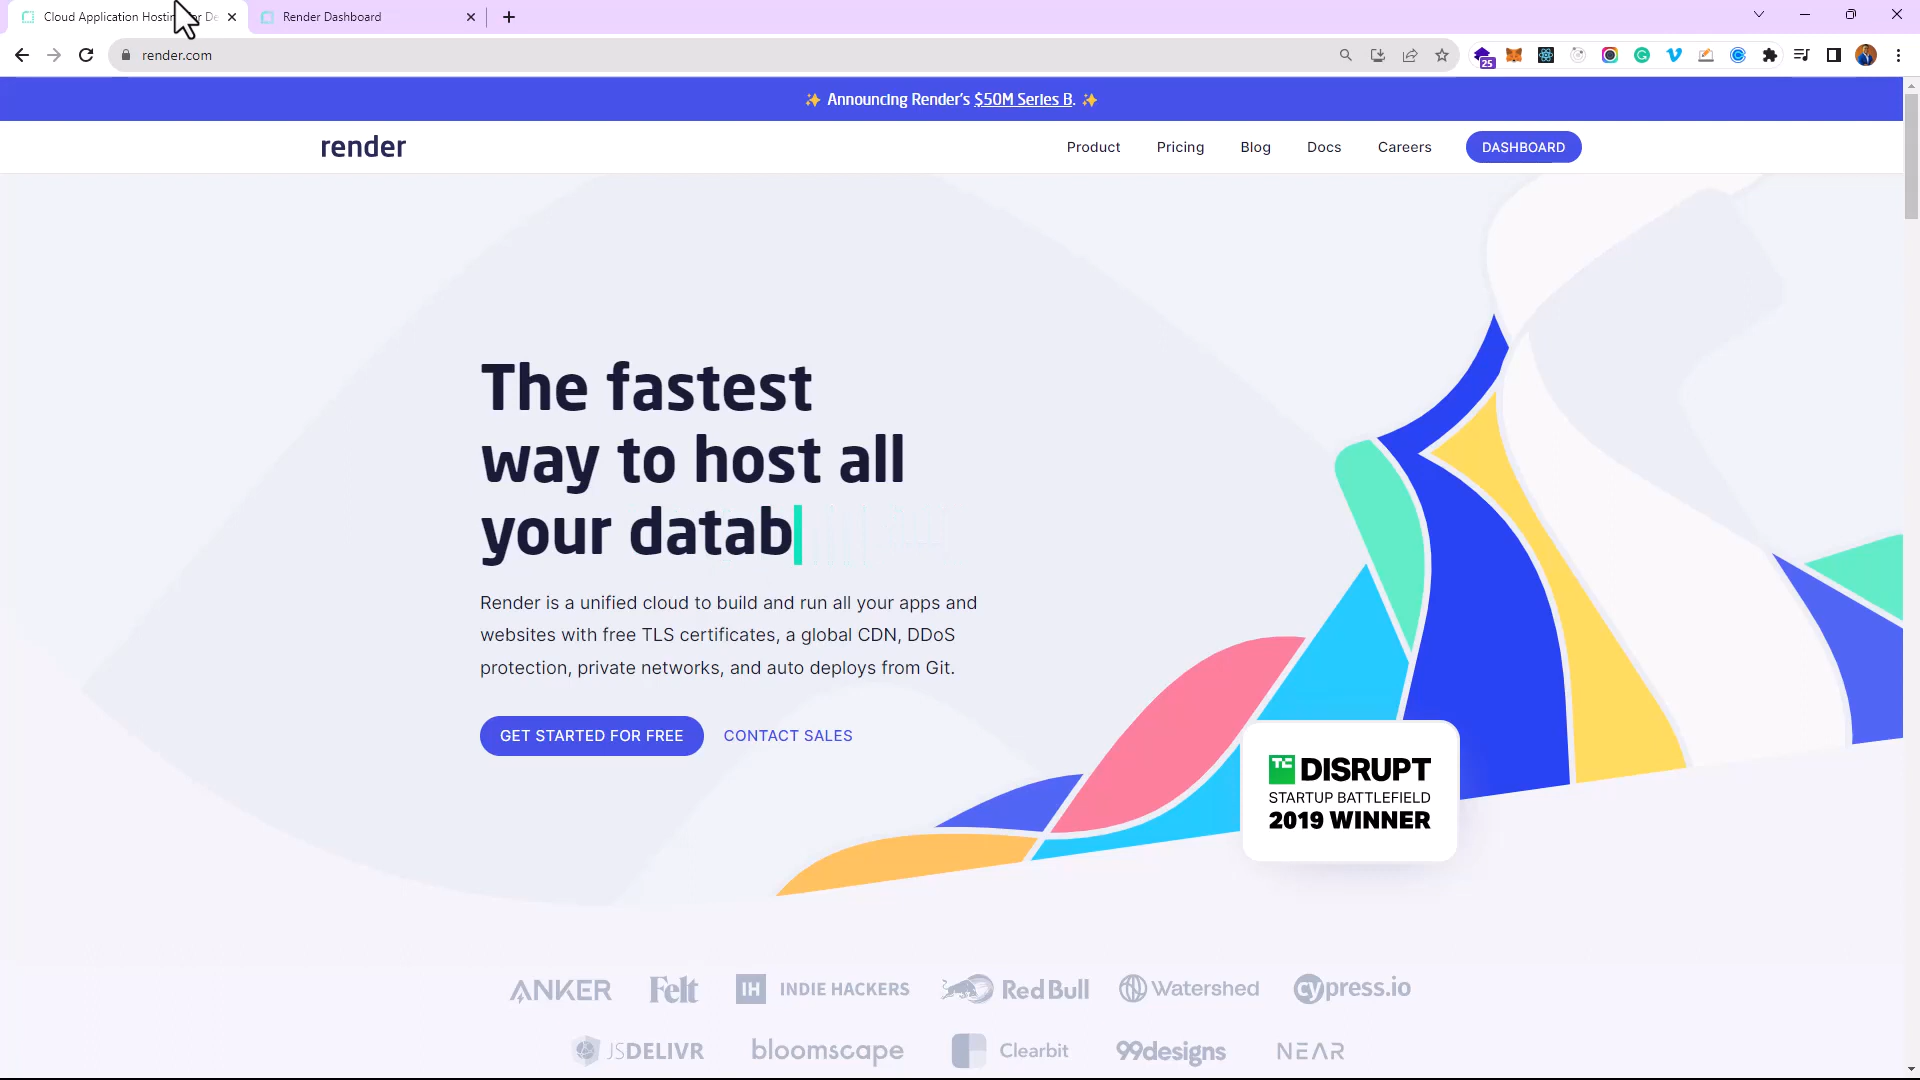 Cloud Application Hostin
or De
Render Dashboard
render.com
25
✨ Announcing Render's $50M Series B. ✨
render
Product
Pricing
Blog
Docs
Careers
DASHBOARD
The fastest
way to host all
your datab
Render is a unified cloud to build and run all your apps and
websites with free TLS certificates, a global CDN, DDoS
protection, private networks, and auto deploys from Git.
GET STARTED FOR FREE
CONTACT SALES
TC DISRUPT
STARTUP BATTLEFIELD
2019 WINNER
ANKER
Felt
IH INDIE HACKERS
Red Bull
Watershed
cypress.io
JSDELIVR
bloomscape
Clearbit
99designs
NEAR